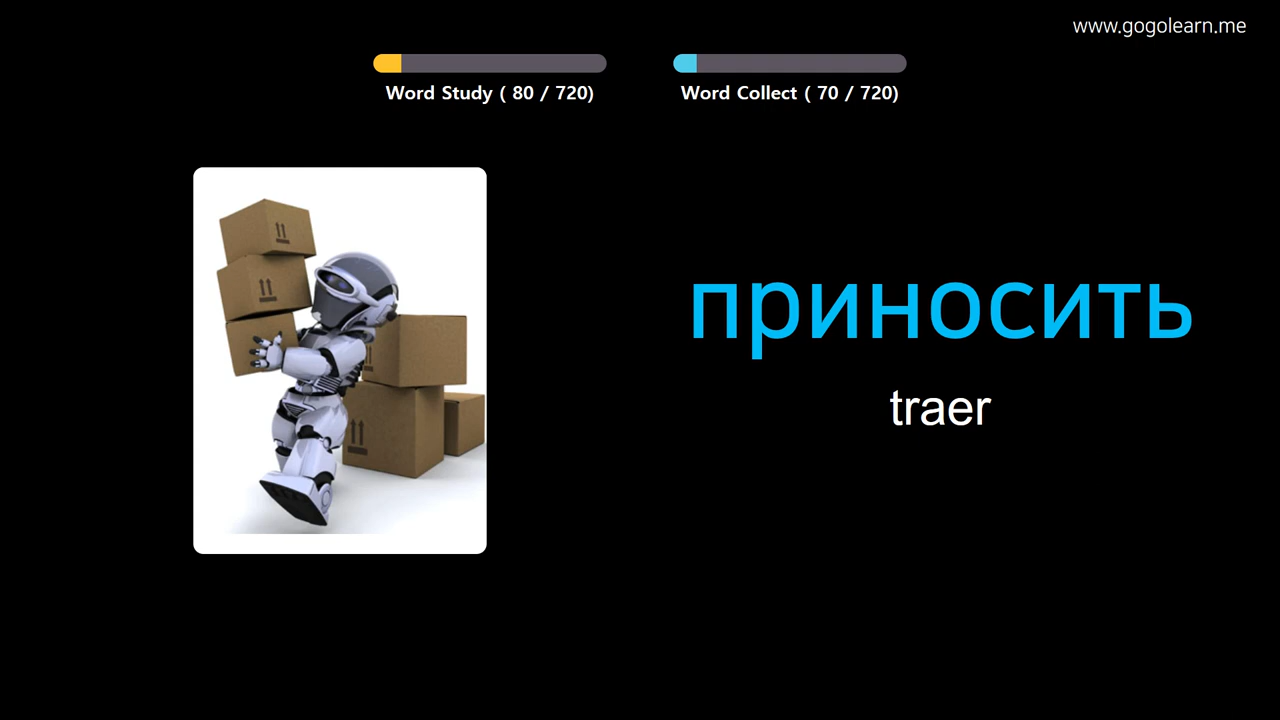 www.gogolearn.me
Word Study ( 80 / 720)
Word Collect ( 70 / 720)
приносить
traer